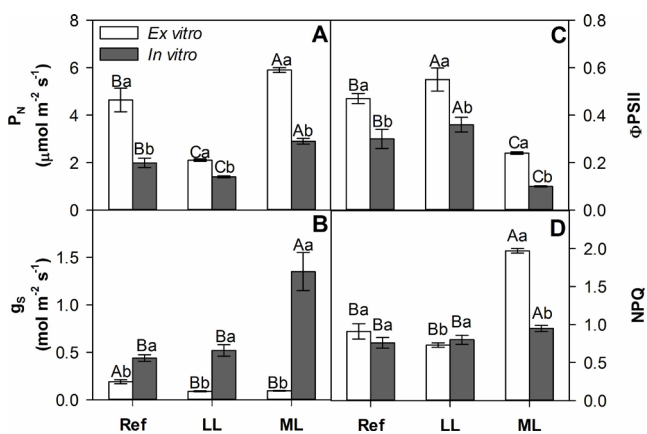 8
6
4
2
0
P_N
(μmol m⁻² s⁻¹)
Ex vitro
In vitro
A
Ba
Bb
Ca
Cb
Aa
Ab
C
Ba
Bb
Aa
Ab
Ca
Cb
0.8
0.6
0.4
0.2
0.0
ΦPSII
1.5
1.0
0.5
0.0
g_S
(mol m⁻² s⁻¹)
B
Ab
Ba
Bb
Ba
Bb
Aa
D
Ba
Ba
Bb
Ba
Aa
Ab
2.0
1.5
1.0
0.5
0.0
NPQ
Ref LL ML
Ref LL ML